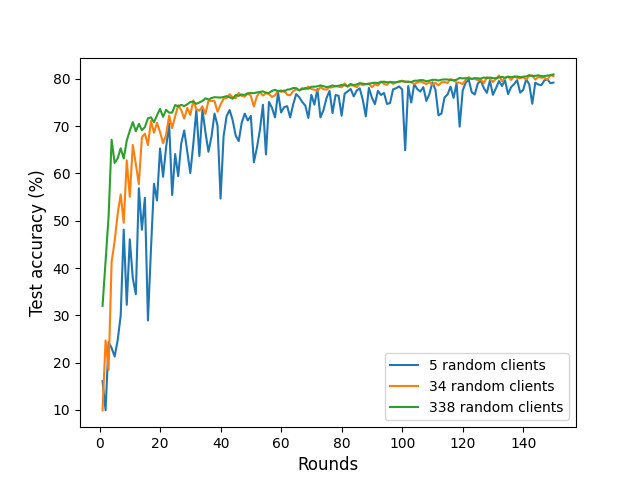 80
70
60
50
40
30
20
10
Test accuracy (%)
5 random clients
34 random clients
338 random clients
0 20 40 60 80 100 120 140
Rounds